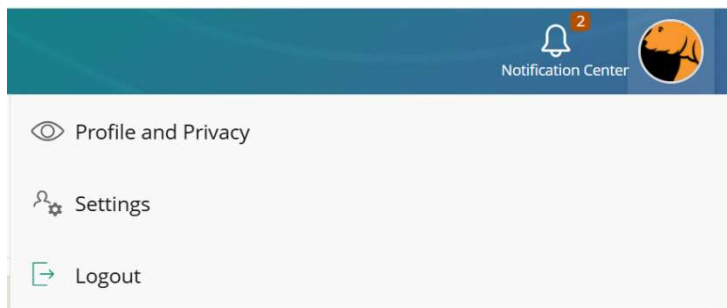 2
Notification Center
Profile and Privacy
Settings
Logout